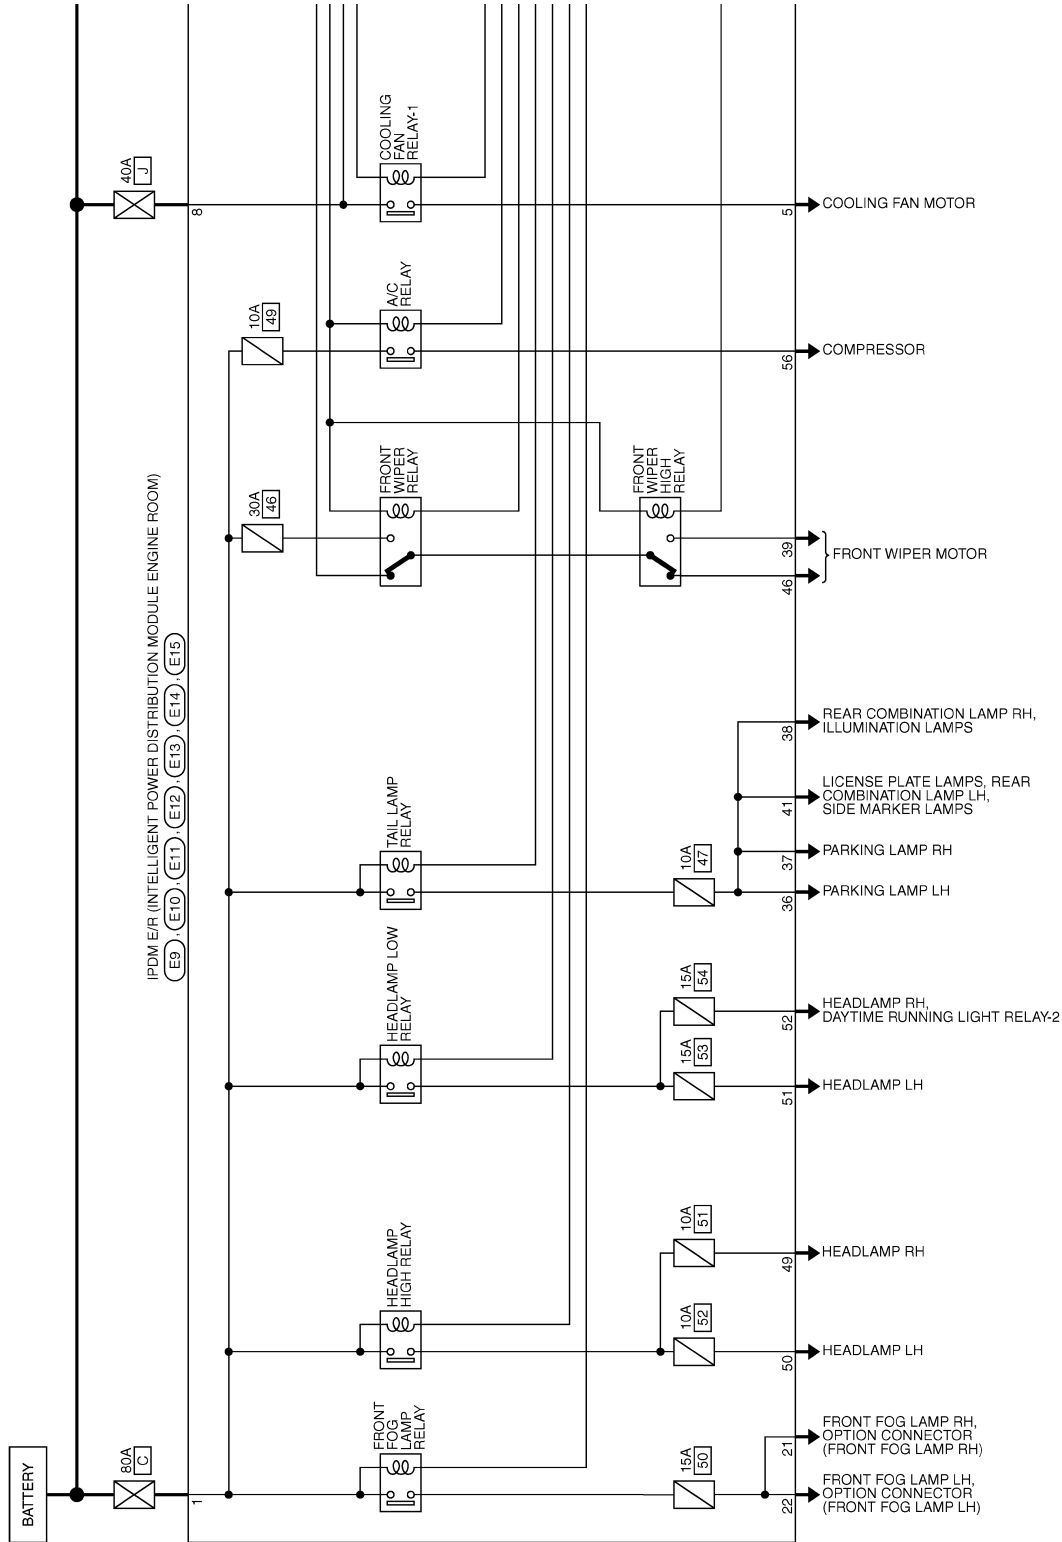 40A
J
8
COOLING
FAN
RELAY-1
5
COOLING FAN MOTOR
10A
49
A/C
RELAY
56
COMPRESSOR
30A
46
FRONT
WIPER
RELAY
FRONT
WIPER
HIGH
RELAY
39
46
FRONT WIPER MOTOR
IPDM E/R (INTELLIGENT POWER DISTRIBUTION MODULE ENGINE ROOM)
E9 , E10 , E11 , E12 , E13 , E14 , E15
38
REAR COMBINATION LAMP RH,
ILLUMINATION LAMPS
41
LICENSE PLATE LAMPS, REAR
COMBINATION LAMP LH,
SIDE MARKER LAMPS
TAIL LAMP
RELAY
10A
47
37
PARKING LAMP RH
36
PARKING LAMP LH
HEADLAMP LOW
RELAY
15A
54
52
HEADLAMP RH,
DAYTIME RUNNING LIGHT RELAY-2
15A
53
51
HEADLAMP LH
HEADLAMP
HIGH RELAY
10A
51
49
HEADLAMP RH
10A
52
50
HEADLAMP LH
BATTERY
80A
C
1
FRONT
FOG
LAMP
RELAY
15A
50
21
FRONT FOG LAMP RH,
OPTION CONNECTOR
(FRONT FOG LAMP RH)
22
FRONT FOG LAMP LH,
OPTION CONNECTOR
(FRONT FOG LAMP LH)